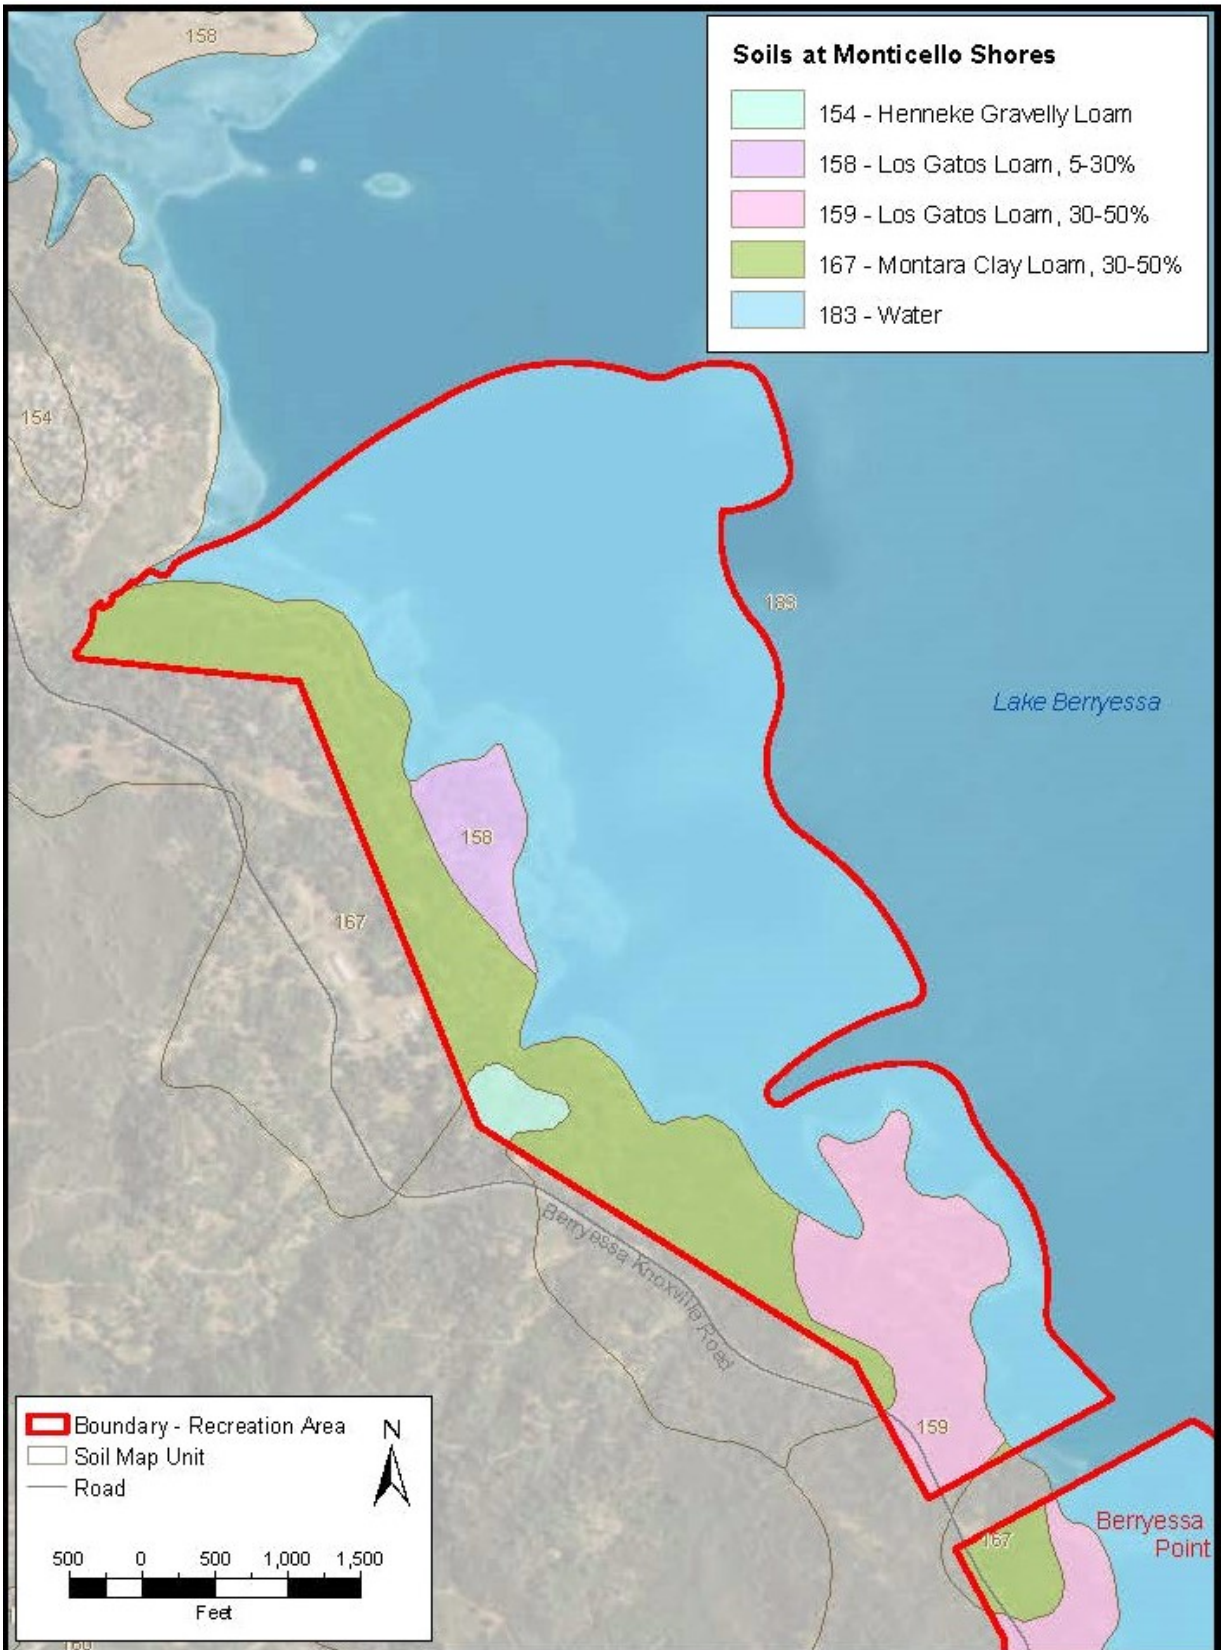 158
Soils at Monticello Shores
154 - Henneke Gravelly Loam
158 - Los Gatos Loam, 5-30%
159 - Los Gatos Loam, 30-50%
167 - Montara Clay Loam, 30-50%
183 - Water
154
183
Lake Berryessa
158
167
Berryessa Knoxville Road
159
Boundary - Recreation Area
N
Soil Map Unit
Road
500 0 500 1,000 1,500
Feet
Berryessa
Point
167